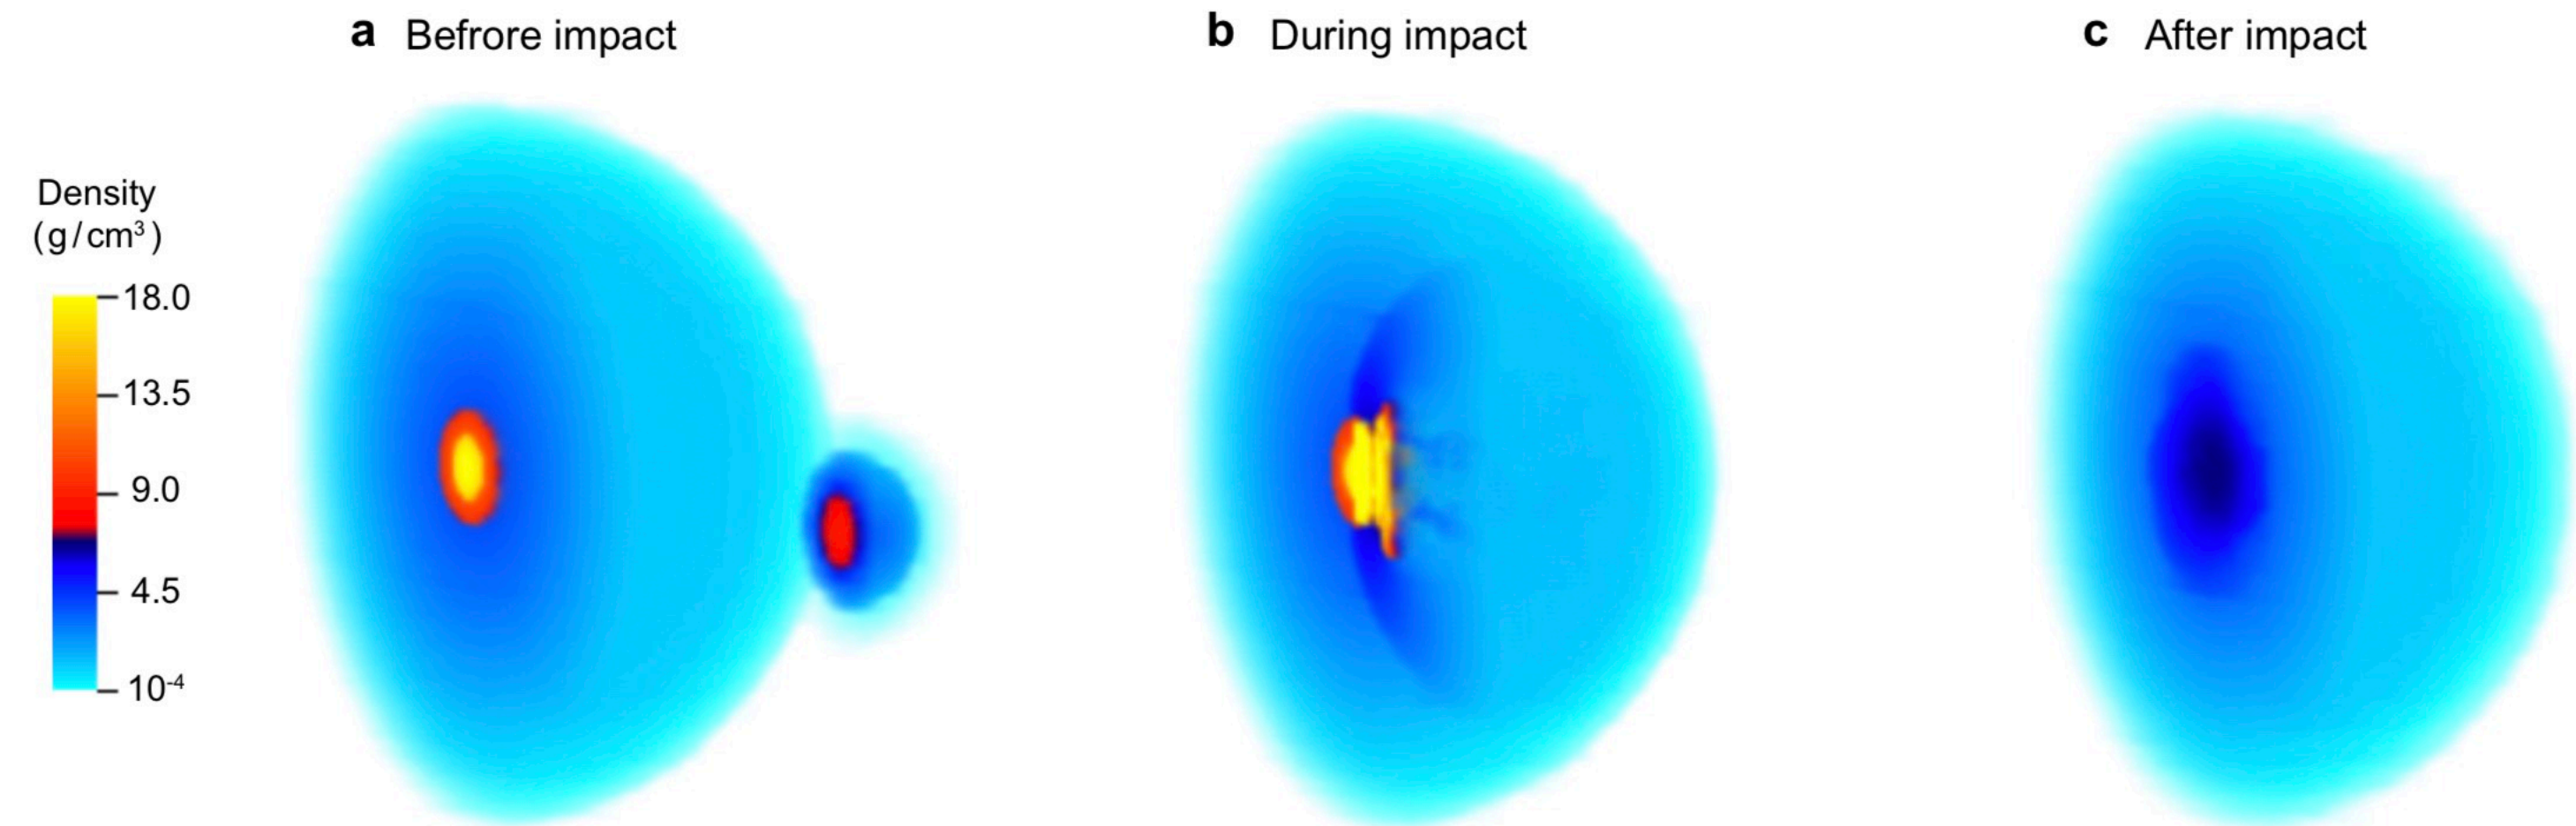 a Befrore impact
b During impact
c After impact
Density
(g/cm³)
18.0
13.5
9.0
4.5
10⁻⁴